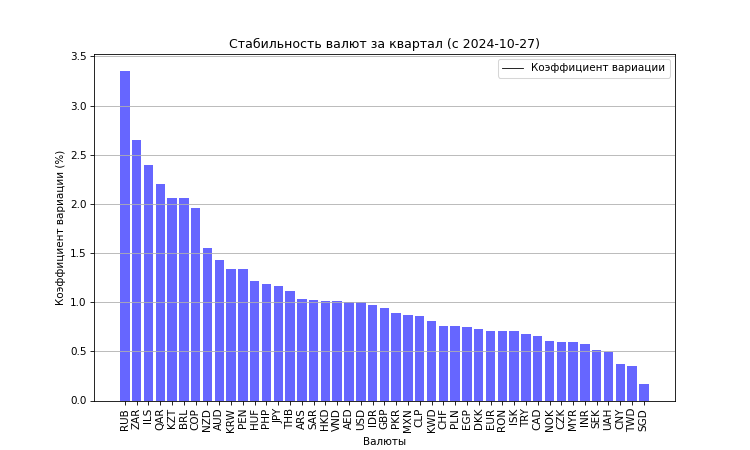 Стабильность валют за квартал (с 2024-10-27)
Коэффициент вариации
Коэффициент вариации (%)
3.5
3.0
2.5
2.0
1.5
1.0
0.5
0.0
RUB ZAR ILS QAR KZT BRL COP NZD AUD KRW PEN HUF PHP JPY THB ARS SAR HKD VND AED USD IDR GBP PKR MXN CLP KWD CHF PLN EGP DKK EUR RON ISK TRY CAD NOK CZK MYR INR SEK UAH CNY TWD SGD
Валюты